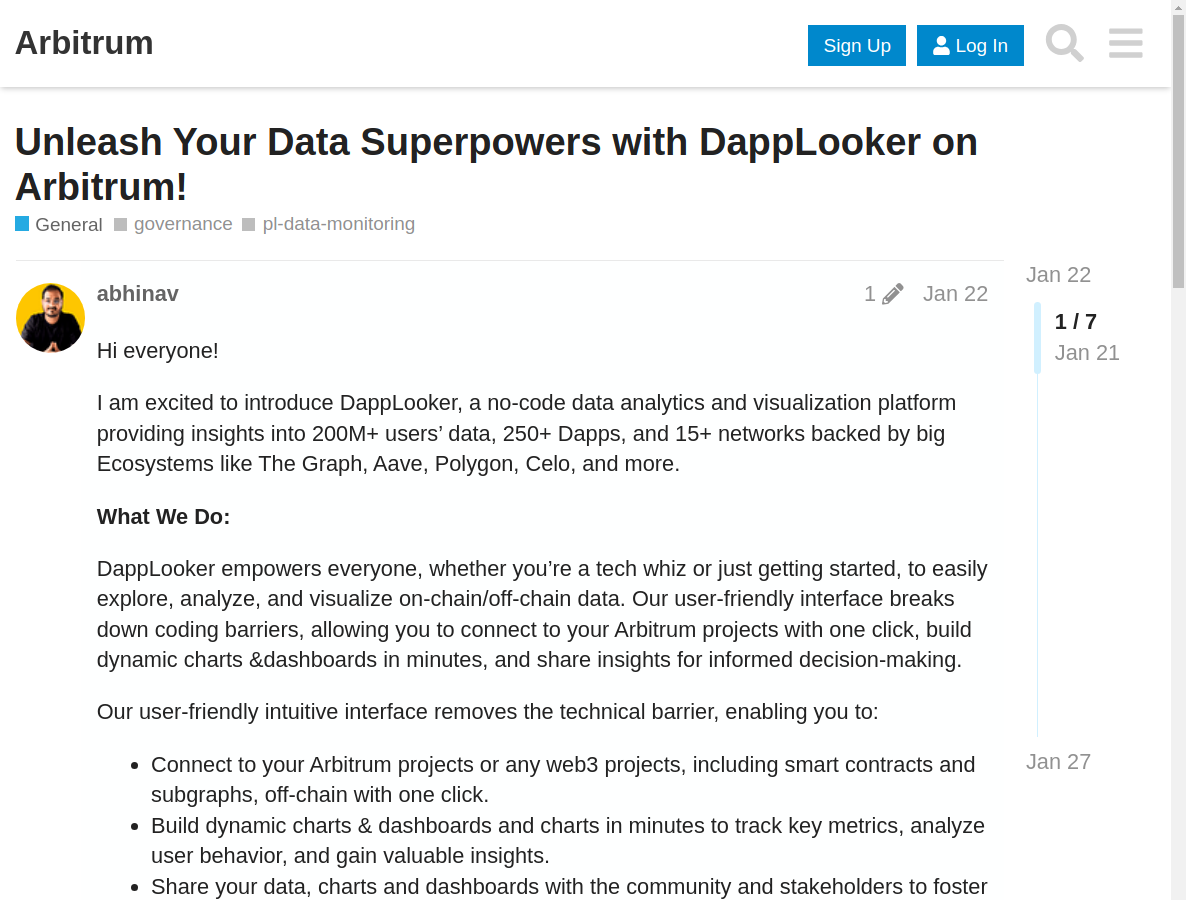 Arbitrum
Sign Up
Log In
Unleash Your Data Superpowers with DappLooker on
Arbitrum!
General
governance
pl-data-monitoring
abhinav
1
Jan 22
Hi everyone!
I am excited to introduce DappLooker, a no-code data analytics and visualization platform
providing insights into 200M+ users’ data, 250+ Dapps, and 15+ networks backed by big
Ecosystems like The Graph, Aave, Polygon, Celo, and more.
What We Do:
DappLooker empowers everyone, whether you’re a tech whiz or just getting started, to easily
explore, analyze, and visualize on-chain/off-chain data. Our user-friendly interface breaks
down coding barriers, allowing you to connect to your Arbitrum projects with one click, build
dynamic charts &dashboards in minutes, and share insights for informed decision-making.
Our user-friendly intuitive interface removes the technical barrier, enabling you to:
Connect to your Arbitrum projects or any web3 projects, including smart contracts and
subgraphs, off-chain with one click.
Build dynamic charts & dashboards and charts in minutes to track key metrics, analyze
user behavior, and gain valuable insights.
Share your data, charts and dashboards with the community and stakeholders to foster
Jan 22
1 / 7
Jan 21
Jan 27